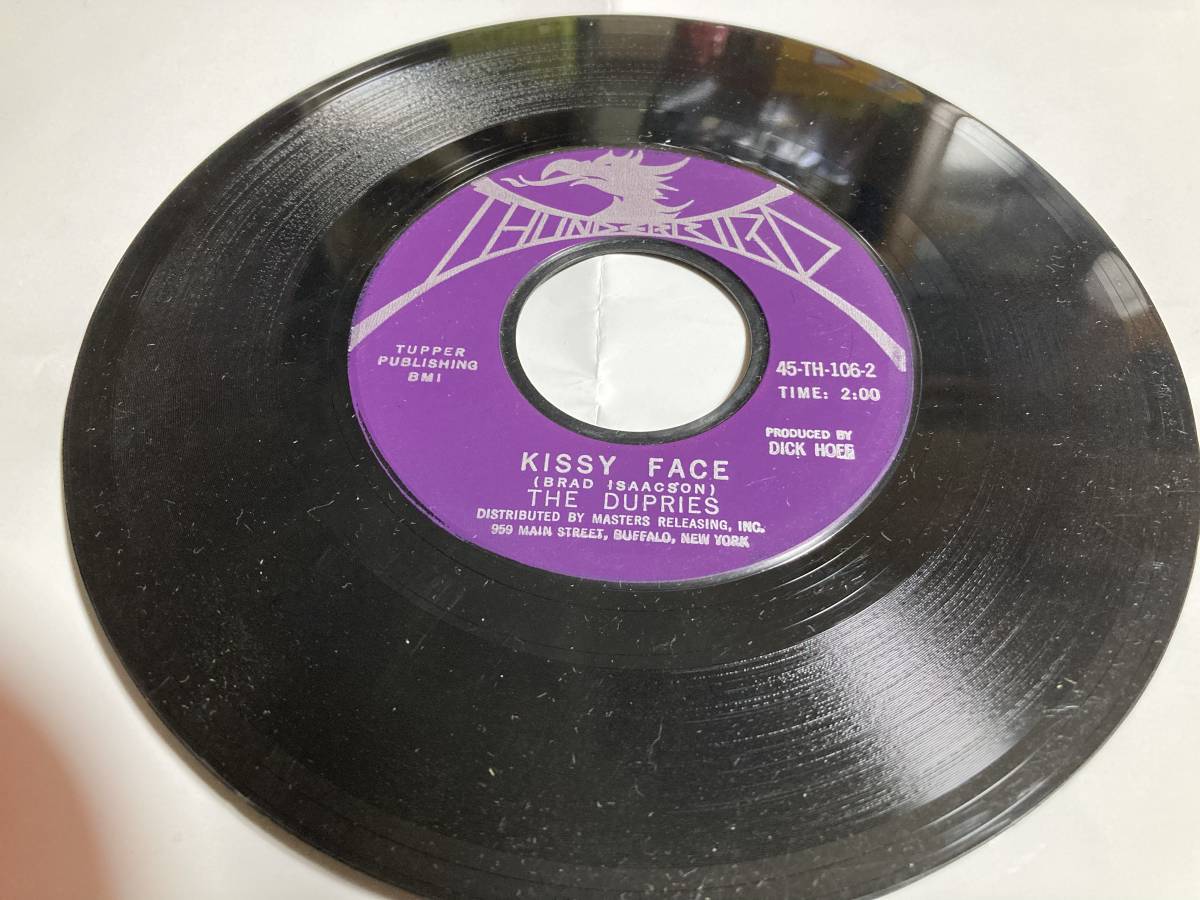 THUNDERBIRD
TUPPER
PUBLISHING
BMI
45-TH-106-2
TIME: 2:00
PRODUCED BY
DICK HOFF
KISSY FACE
(BRAD ISAACSON)
THE DUPRIES
DISTRIBUTED BY MASTERS RELEASING, INC.
959 MAIN STREET, BUFFALO, NEW YORK